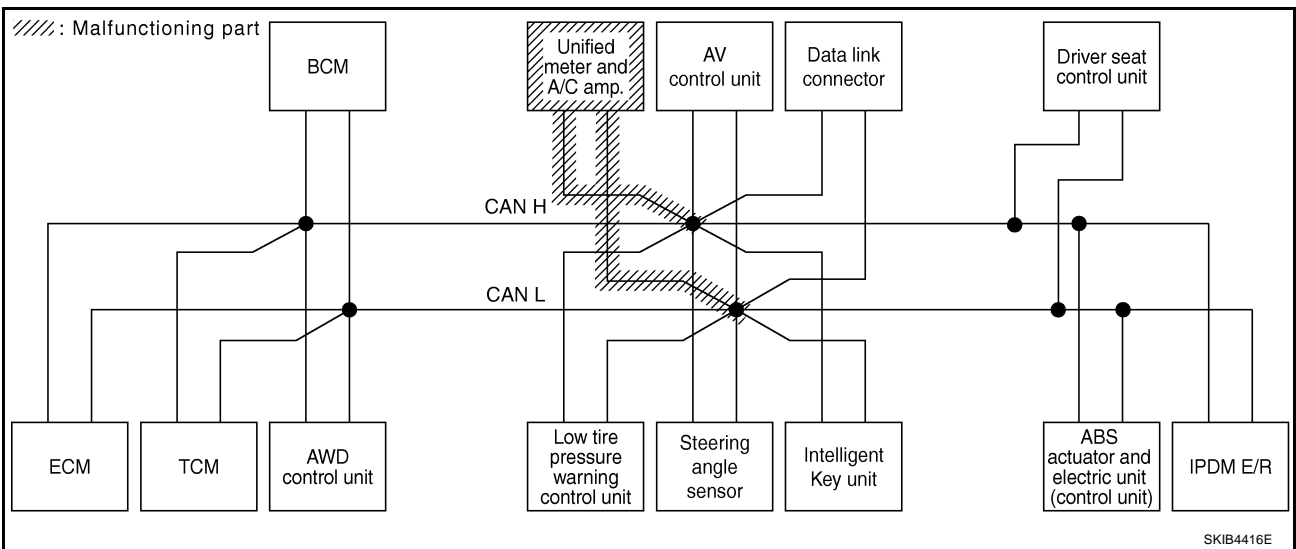 : Malfunctioning part
BCM
Unified
meter and
A/C amp.
AV
control unit
Data link
connector
Driver seat
control unit
CAN H
CAN L
ECM
TCM
AWD
control unit
Low tire
pressure
warning
control unit
Steering
angle
sensor
Intelligent
Key unit
ABS
actuator and
electric unit
(control unit)
IPDM E/R
SKIB4416E